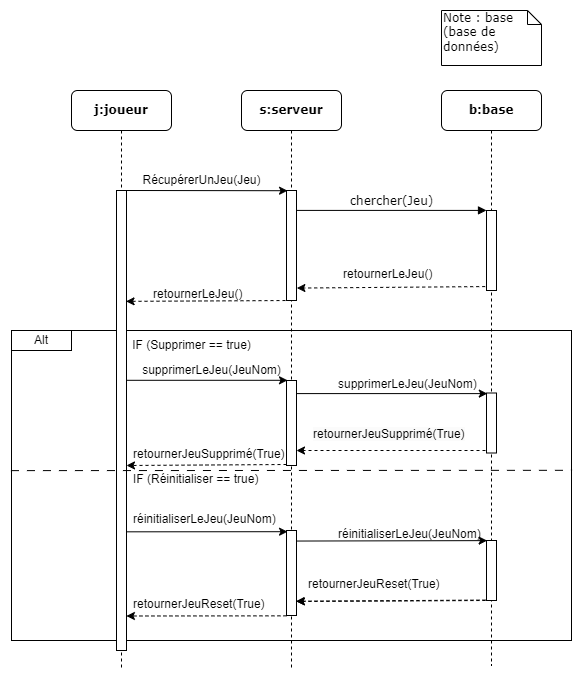 Note : base
(base de
données)
j:joueur
s:serveur
b:base
RécupérerUnJeu(Jeu)
chercher(Jeu)
retournerLeJeu()
retournerLeJeu()
Alt
IF (Supprimer == true)
supprimerLeJeu(JeuNom)
supprimerLeJeu(JeuNom)
retournerJeuSupprimé(True)
retournerJeuSupprimé(True)
IF (Réinitialiser == true)
réinitialiserLeJeu(JeuNom)
réinitialiserLeJeu(JeuNom)
retournerJeuReset(True)
retournerJeuReset(True)